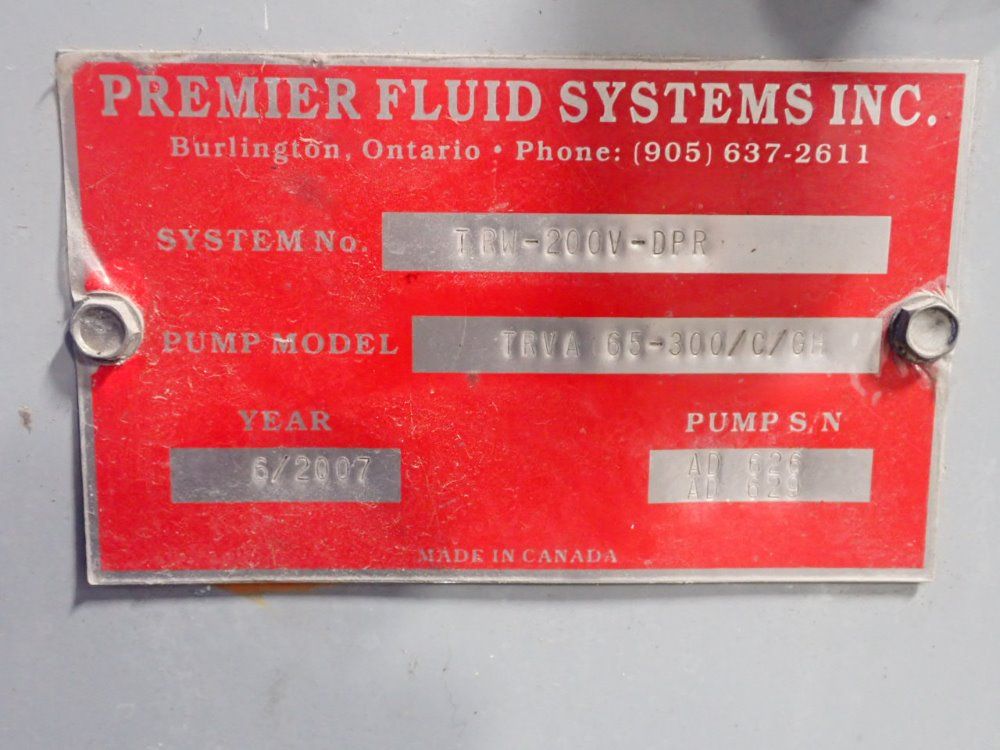 PREMIER FLUID SYSTEMS INC.
Burlington, Ontario • Phone: (905) 637-2611
SYSTEM No. TRW-200V-DPR
PUMP MODEL TRVA 65-300/C/GH
YEAR PUMP S/N
6/2007 AD 626
AD 629
MADE IN CANADA